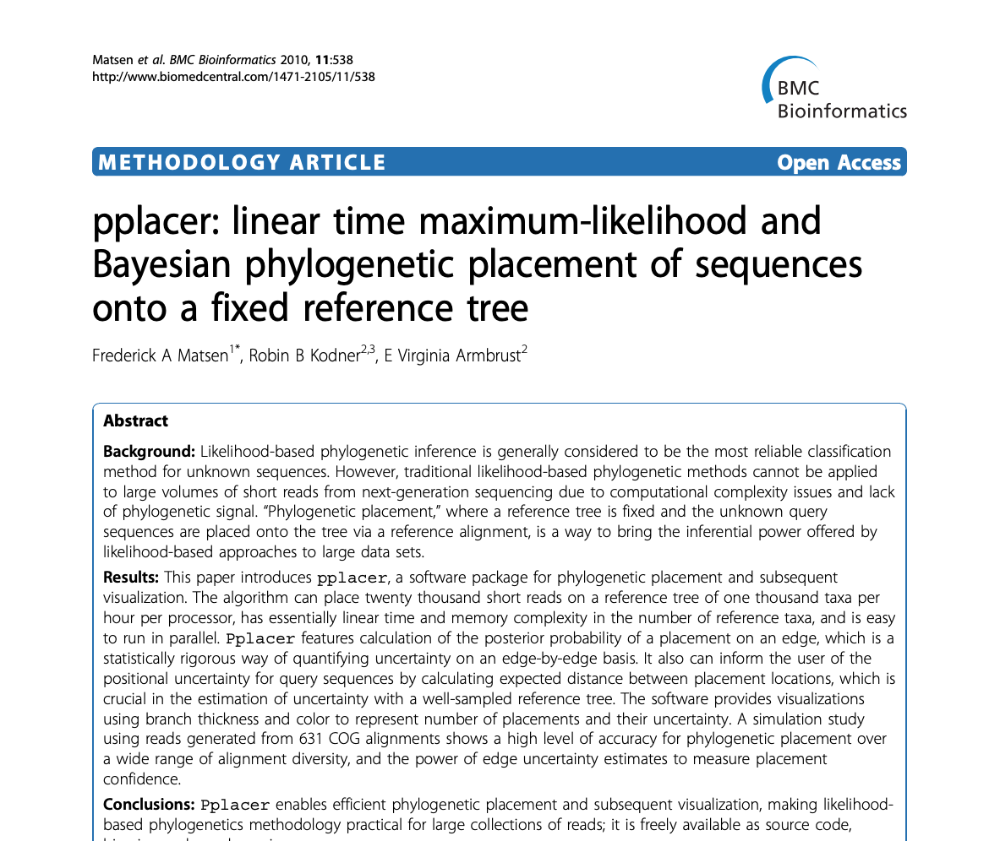 Matsen et al. BMC Bioinformatics 2010, 11:538
http://www.biomedcentral.com/1471-2105/11/538
BMC
Bioinformatics
METHODOLOGY ARTICLE Open Access
pplacer: linear time maximum-likelihood and
Bayesian phylogenetic placement of sequences
onto a fixed reference tree
Frederick A Matsen1*, Robin B Kodner2,3, E Virginia Armbrust2
Abstract
Background: Likelihood-based phylogenetic inference is generally considered to be the most reliable classification
method for unknown sequences. However, traditional likelihood-based phylogenetic methods cannot be applied
to large volumes of short reads from next-generation sequencing due to computational complexity issues and lack
of phylogenetic signal. “Phylogenetic placement,” where a reference tree is fixed and the unknown query
sequences are placed onto the tree via a reference alignment, is a way to bring the inferential power offered by
likelihood-based approaches to large data sets.
Results: This paper introduces pplacer, a software package for phylogenetic placement and subsequent
visualization. The algorithm can place twenty thousand short reads on a reference tree of one thousand taxa per
hour per processor, has essentially linear time and memory complexity in the number of reference taxa, and is easy
to run in parallel. Pplacer features calculation of the posterior probability of a placement on an edge, which is a
statistically rigorous way of quantifying uncertainty on an edge-by-edge basis. It also can inform the user of the
positional uncertainty for query sequences by calculating expected distance between placement locations, which is
crucial in the estimation of uncertainty with a well-sampled reference tree. The software provides visualizations
using branch thickness and color to represent number of placements and their uncertainty. A simulation study
using reads generated from 631 COG alignments shows a high level of accuracy for phylogenetic placement over
a wide range of alignment diversity, and the power of edge uncertainty estimates to measure placement
confidence.
Conclusions: Pplacer enables efficient phylogenetic placement and subsequent visualization, making likelihood-
based phylogenetics methodology practical for large collections of reads; it is freely available as source code,